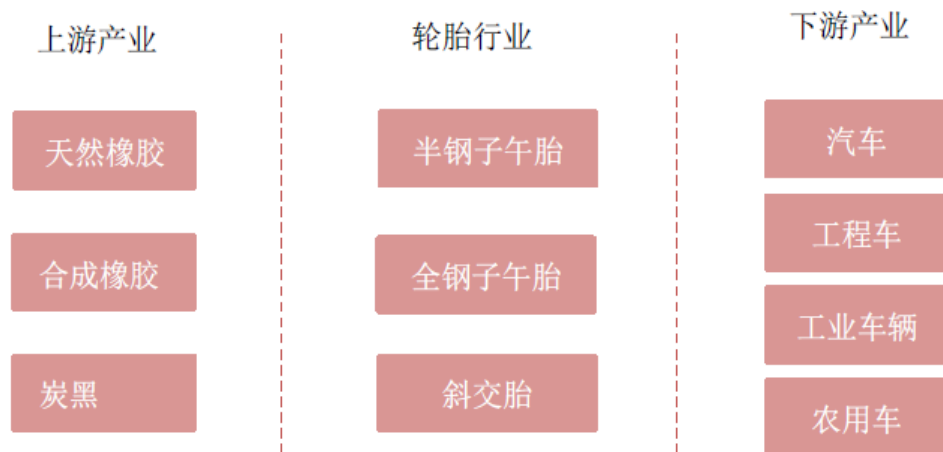 上游产业
天然橡胶
合成橡胶
炭黑
轮胎行业
半钢子午胎
全钢子午胎
斜交胎
下游产业
汽车
工程车
工业车辆
农用车